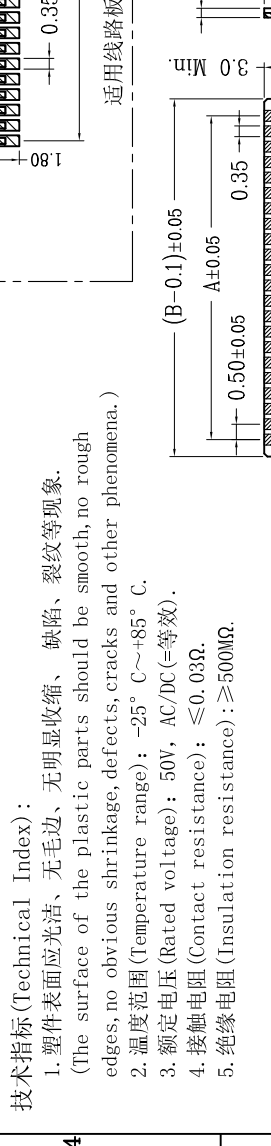 技术指标(Technical Index):
1. 塑件表面应光洁、无毛边、无明显收缩、 缺陷、裂纹等现象.
(The surface of the plastic parts should be smooth,no rough
edges,no obvious shrinkage,defects,cracks and other phenomena.)
2. 温度范围(Temperature range): -25° C～+85° C.
3. 额定电压(Rated voltage): 50V, AC/DC(=等效).
4. 接触电阻(Contact resistance): ≤0.03Ω.
5. 绝缘电阻(Insulation resistance):≥500MΩ.
4
1.80
0.35
适用线路板
3.0 Min.
(B-0.1)±0.05
A±0.05
0.50±0.05
0.35